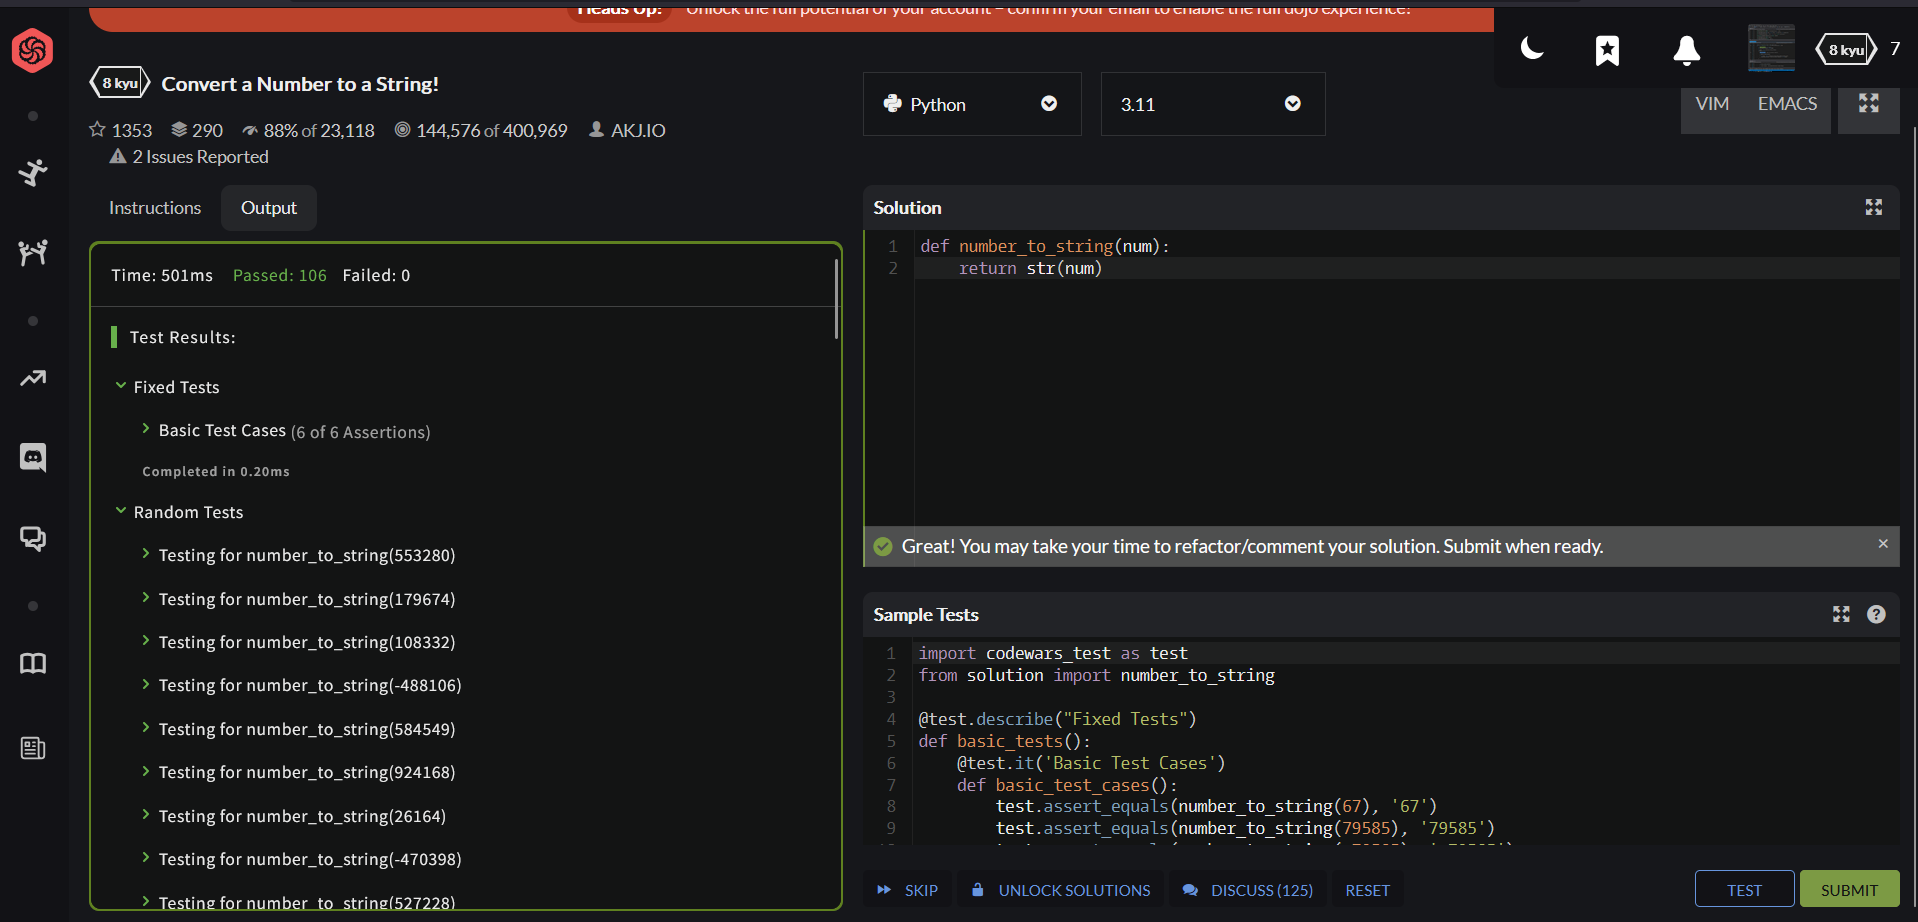 Heads Up! Unlock the full potential of your account – confirm your email to enable the full dojo experience!
8 kyu 7
8 kyu Convert a Number to a String!
1353 290 88% of 23,118 144,576 of 400,969 AKJ.IO
2 Issues Reported
Python 3.11
VIM EMACS
Instructions Output
Time: 501ms Passed: 106 Failed: 0
Test Results:
Fixed Tests
Basic Test Cases (6 of 6 Assertions)
Completed in 0.20ms
Random Tests
Testing for number_to_string(553280)
Testing for number_to_string(179674)
Testing for number_to_string(108332)
Testing for number_to_string(-488106)
Testing for number_to_string(584549)
Testing for number_to_string(924168)
Testing for number_to_string(26164)
Testing for number_to_string(-470398)
Testing for number_to_string(527228)
Solution
1 def number_to_string(num):
2     return str(num)
Great! You may take your time to refactor/comment your solution. Submit when ready.
Sample Tests
1 import codewars_test as test
2 from solution import number_to_string
3
4 @test.describe("Fixed Tests")
5 def basic_tests():
6     @test.it('Basic Test Cases')
7     def basic_test_cases():
8         test.assert_equals(number_to_string(67), '67')
9         test.assert_equals(number_to_string(79585), '79585')
SKIP UNLOCK SOLUTIONS DISCUSS (125) RESET TEST SUBMIT